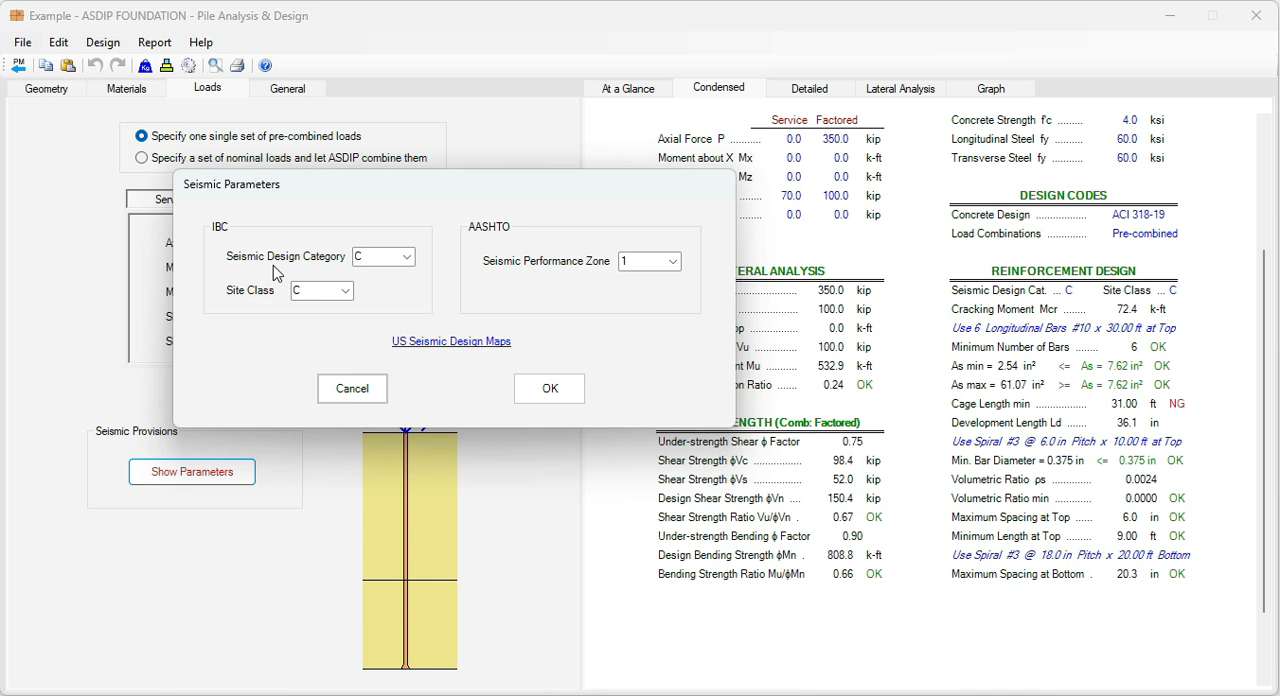 Example - ASDIP FOUNDATION - Pile Analysis & Design
File Edit Design Report Help
PM Kg
Geometry Materials Loads General
At a Glance Condensed Detailed Lateral Analysis Graph
Specify one single set of pre-combined loads
Specify a set of nominal loads and let ASDIP combine them
Seismic Parameters
IBC
Seismic Design Category C
Site Class C
AASHTO
Seismic Performance Zone 1
US Seismic Design Maps
Cancel OK
Seismic Provisions
Show Parameters
Service Factored
Axial Force P .......... 0.0 350.0 kip
Moment about X Mx 0.0 0.0 k-ft
Mz 0.0 0.0 k-ft
70.0 100.0 kip
0.0 0.0 kip
ERAL ANALYSIS
350.0 kip
100.0 kip
0.0 k-ft
Vu ............ 100.0 kip
nt Mu ......... 532.9 k-ft
on Ratio ...... 0.24 OK
NGTH (Comb: Factored)
Under-strength Shear ϕ Factor 0.75
Shear Strength ϕVc ................ 98.4 kip
Shear Strength ϕVs ................ 52.0 kip
Design Shear Strength ϕVn .... 150.4 kip
Shear Strength Ratio Vu/ϕVn . 0.67 OK
Under-strength Bending ϕ Factor 0.90
Design Bending Strength ϕMn . 808.8 k-ft
Bending Strength Ratio Mu/ϕMn 0.66 OK
Concrete Strength f'c ......... 4.0 ksi
Longitudinal Steel fy .......... 60.0 ksi
Transverse Steel fy ........... 60.0 ksi
DESIGN CODES
Concrete Design ................. ACI 318-19
Load Combinations ............. Pre-combined
REINFORCEMENT DESIGN
Seismic Design Cat. ... C Site Class ... C
Cracking Moment Mcr ........ 72.4 k-ft
Use 6 Longitudinal Bars #10 x 30.00 ft at Top
Minimum Number of Bars ....... 6 OK
As min = 2.54 in² <= As = 7.62 in² OK
As max = 61.07 in² >= As = 7.62 in² OK
Cage Length min ................. 31.00 ft NG
Development Length Ld ...... 36.1 in
Use Spiral #3 @ 6.0 in Pitch x 10.00 ft at Top
Min. Bar Diameter = 0.375 in <= 0.375 in OK
Volumetric Ratio ρs .............. 0.0024
Volumetric Ratio min ............ 0.0000 OK
Maximum Spacing at Top ...... 6.0 in OK
Minimum Length at Top ......... 9.00 ft OK
Use Spiral #3 @ 18.0 in Pitch x 20.00 ft Bottom
Maximum Spacing at Bottom . 20.3 in OK